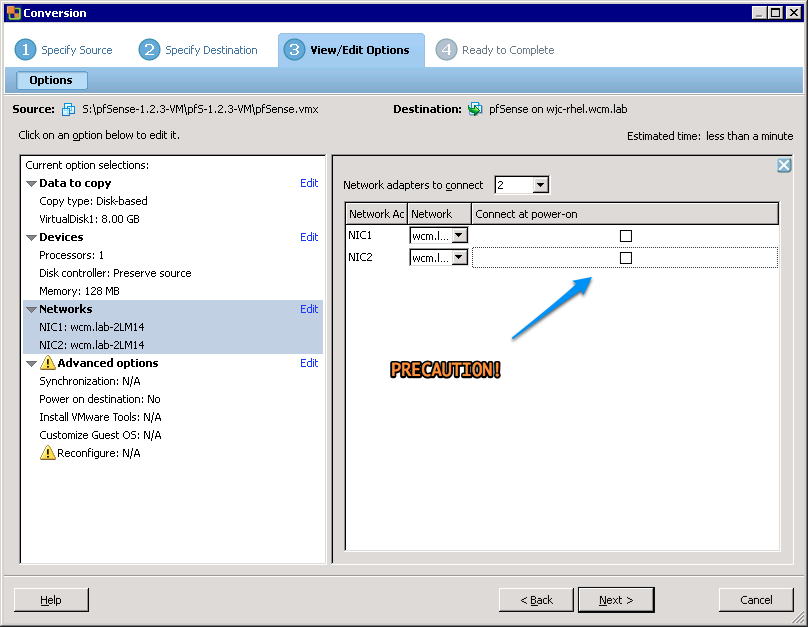 Conversion
1 Specify Source 2 Specify Destination 3 View/Edit Options 4 Ready to Complete
Options
Source: S:\pfSense-1.2.3-VM\pfS-1.2.3-VM\pfSense.vmx Destination: pfSense on wjc-rhel.wcm.lab
Click on an option below to edit it. Estimated time: less than a minute
Current option selections:
Data to copy Edit
Copy type: Disk-based
VirtualDisk1: 8.00 GB
Devices Edit
Processors: 1
Disk controller: Preserve source
Memory: 128 MB
Networks Edit
NIC1: wcm.lab-2LM14
NIC2: wcm.lab-2LM14
Advanced options Edit
Synchronization: N/A
Power on destination: No
Install VMware Tools: N/A
Customize Guest OS: N/A
Reconfigure: N/A
Network adapters to connect 2
Network Ac Network Connect at power-on
NIC1 wcm.l...
NIC2 wcm.l...
PRECAUTION!
Help < Back Next > Cancel